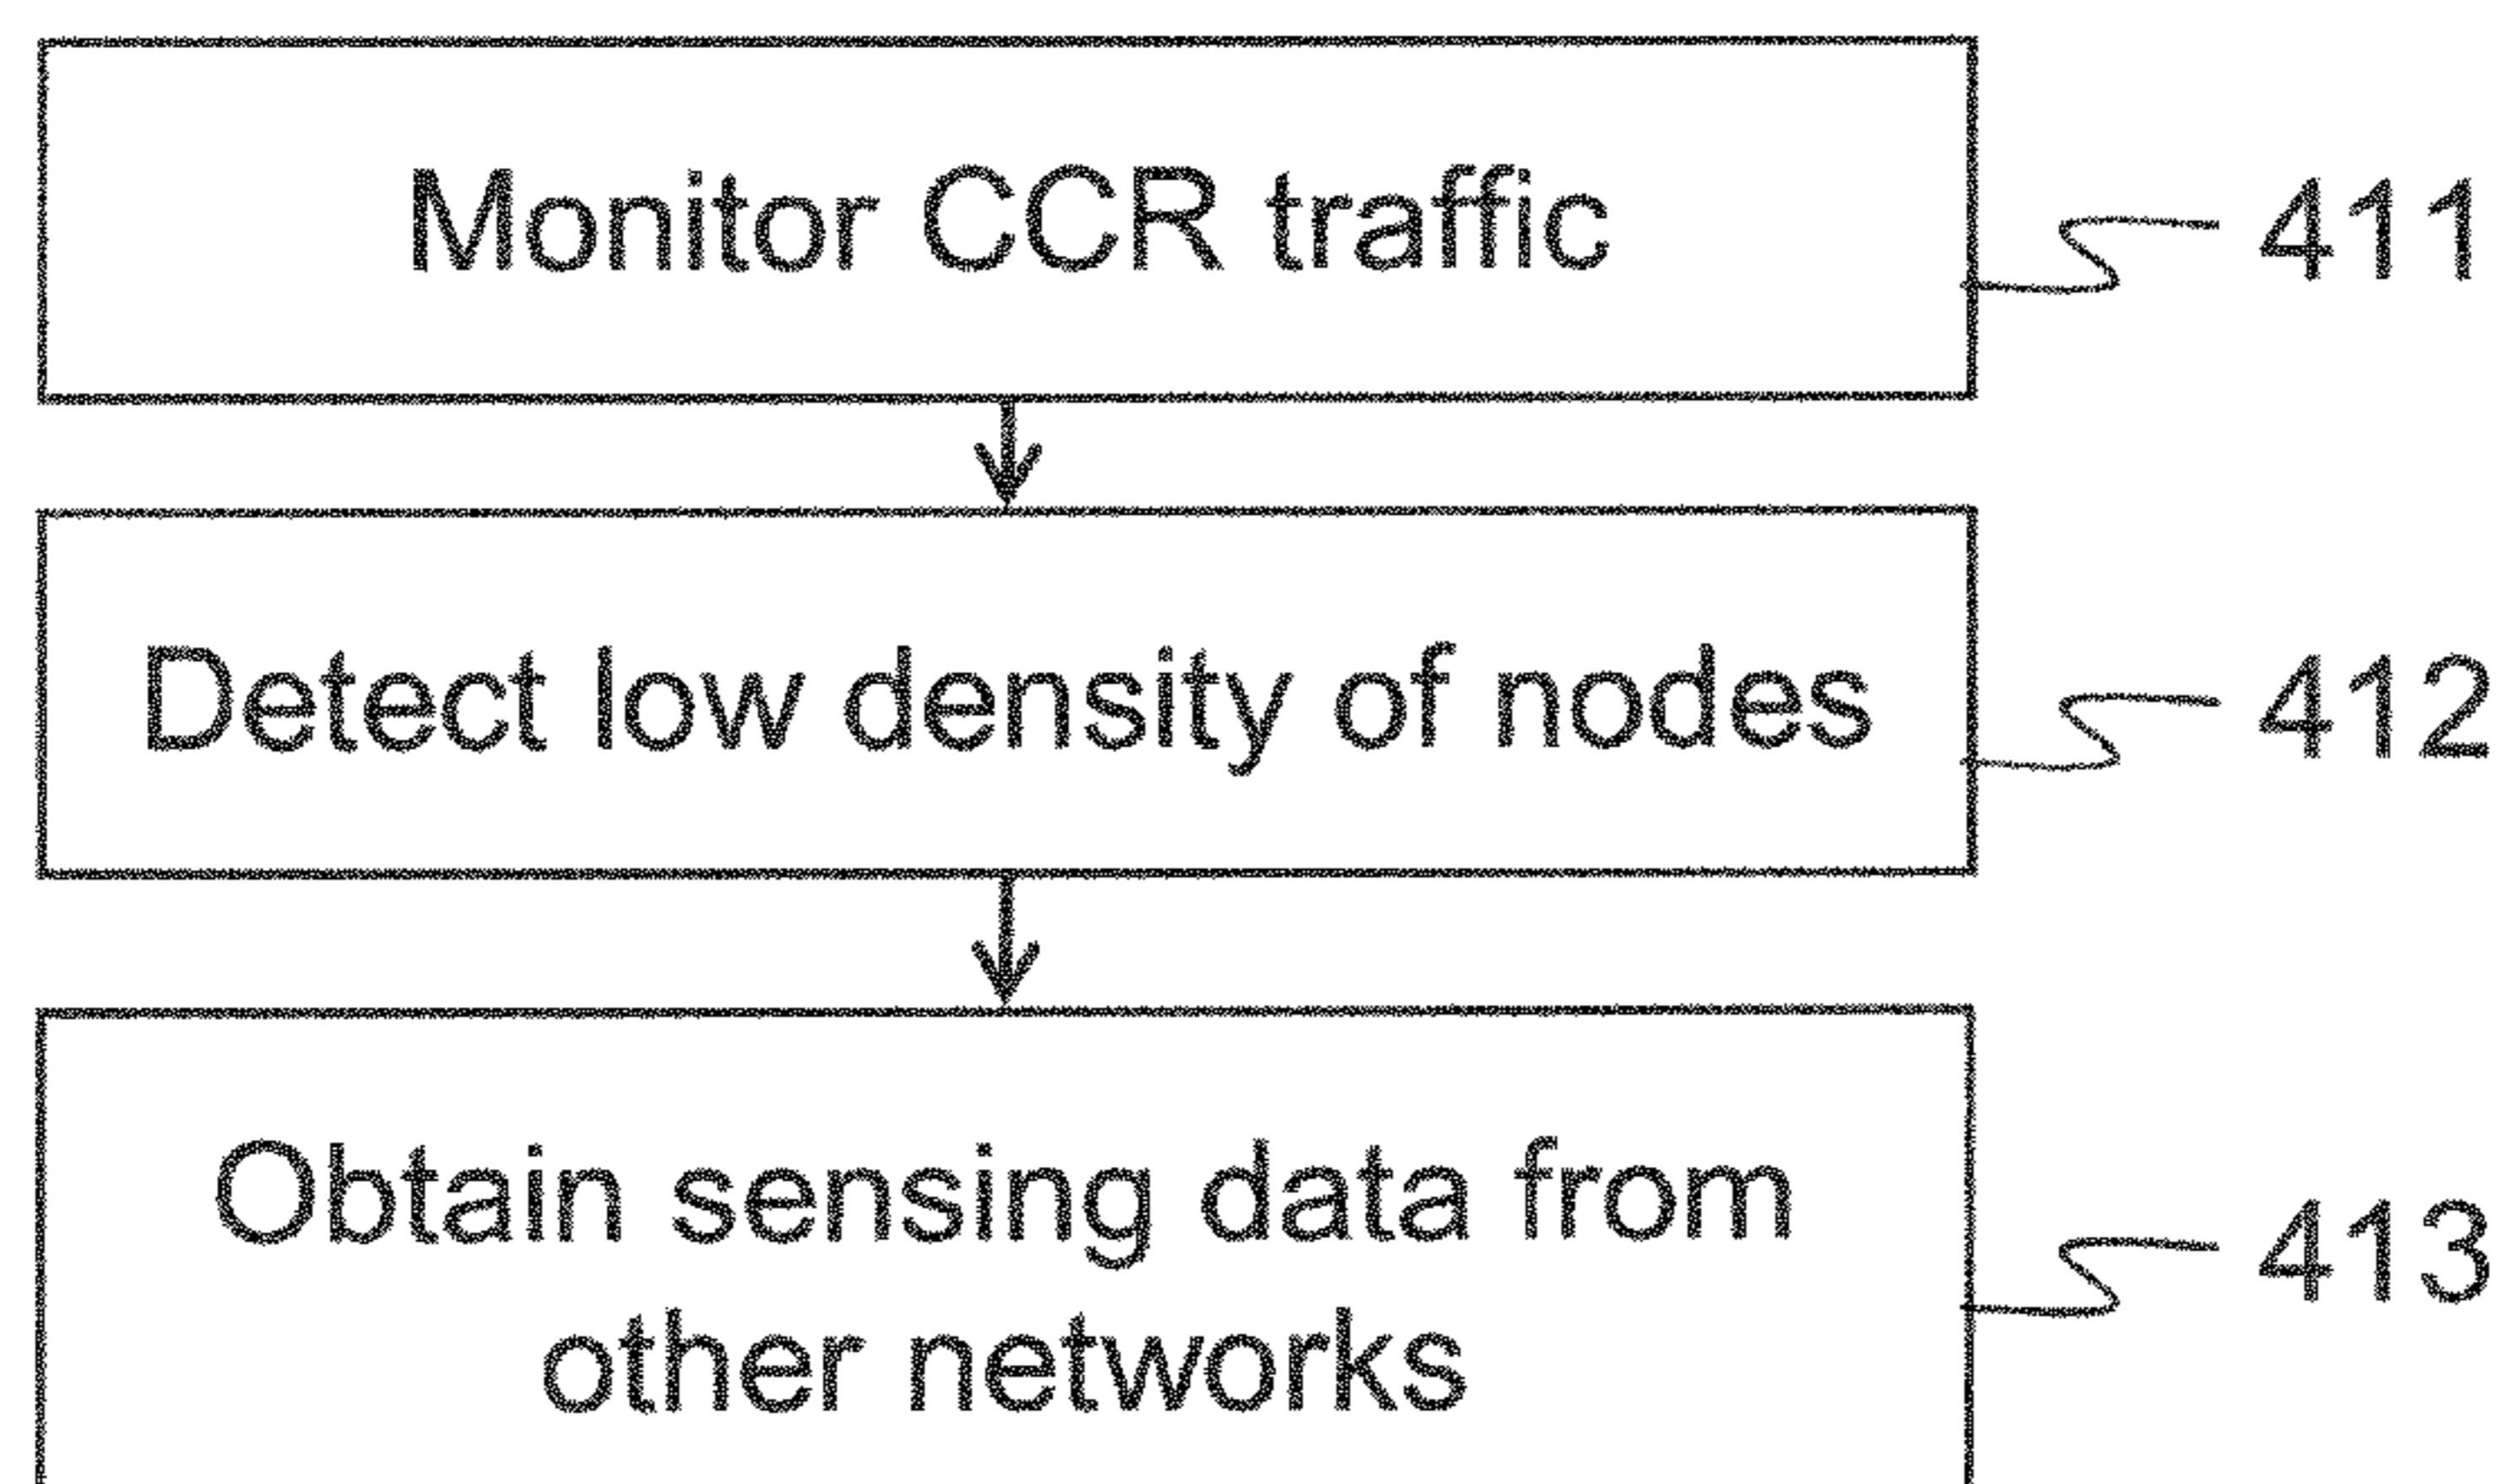 Monitor CCR traffic
411
Detect low density of nodes
412
Obtain sensing data from
other networks
413